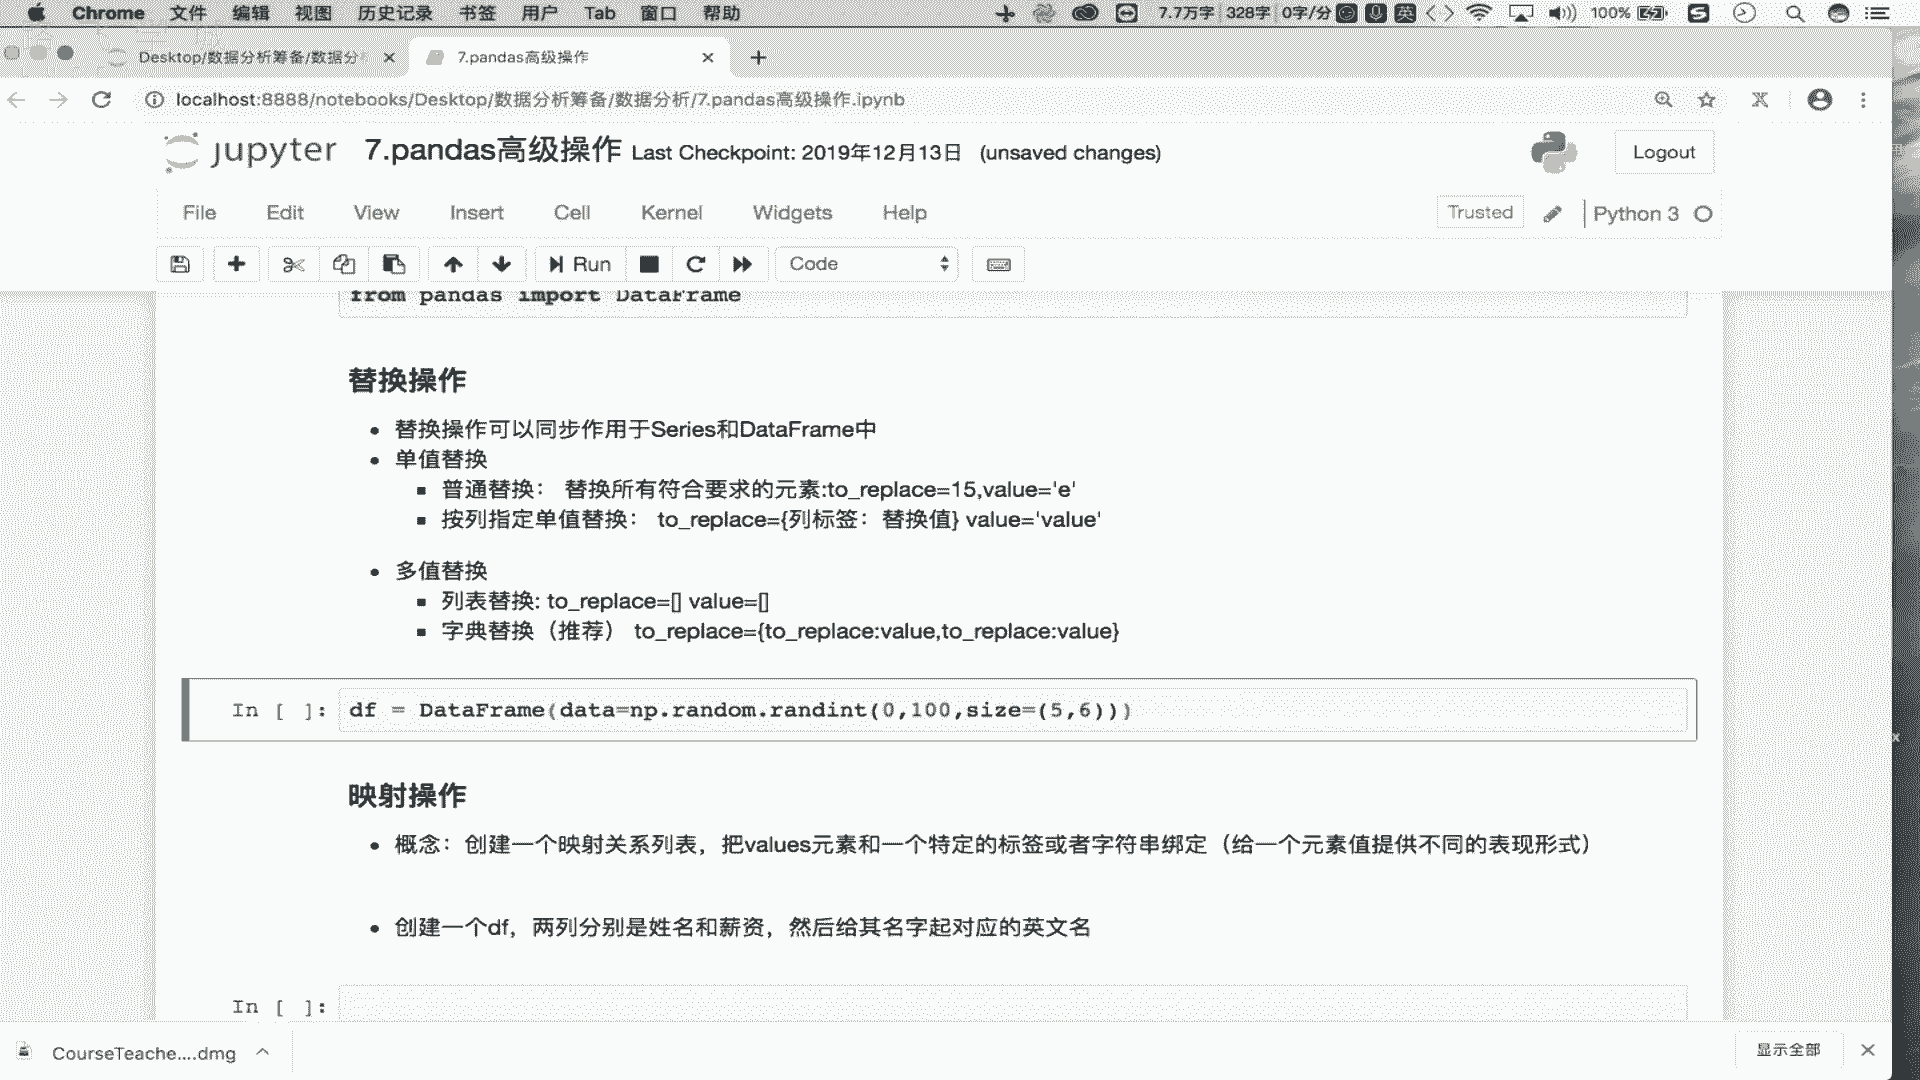 Chrome 文件 编辑 视图 历史记录 书签 用户 Tab 窗口 帮助 7.7万字 328字 0字/分 英 100%
Desktop/数据分析筹备/数据分 7.pandas高级操作
localhost:8888/notebooks/Desktop/数据分析筹备/数据分析/7.pandas高级操作.ipynb
jupyter 7.pandas高级操作 Last Checkpoint: 2019年12月13日 (unsaved changes) Logout
File Edit View Insert Cell Kernel Widgets Help Trusted Python 3
Run Code
from pandas import DataFrame
替换操作
替换操作可以同步作用于Series和DataFrame中
单值替换
普通替换： 替换所有符合要求的元素:to_replace=15,value='e'
按列指定单值替换： to_replace={列标签：替换值} value='value'
多值替换
列表替换: to_replace=[] value=[]
字典替换（推荐） to_replace={to_replace:value,to_replace:value}
In [ ]: df = DataFrame(data=np.random.randint(0,100,size=(5,6)))
映射操作
概念：创建一个映射关系列表，把values元素和一个特定的标签或者字符串绑定（给一个元素值提供不同的表现形式）
创建一个df，两列分别是姓名和薪资，然后给其名字起对应的英文名
In [ ]:
CourseTeache....dmg 显示全部